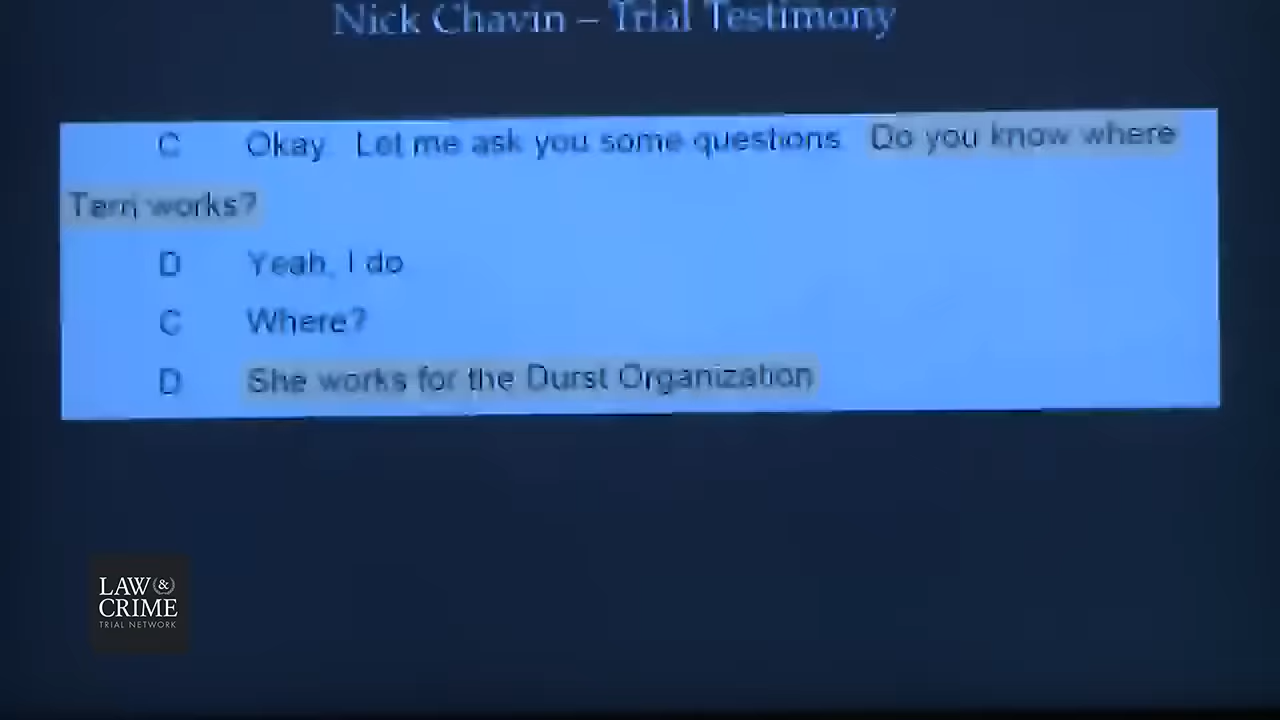 Nick Chavin – Trial Testimony
C Okay. Let me ask you some questions. Do you know where
Terri works?
D Yeah, I do.
C Where?
D She works for the Durst Organization
LAW &
CRIME
TRIAL NETWORK